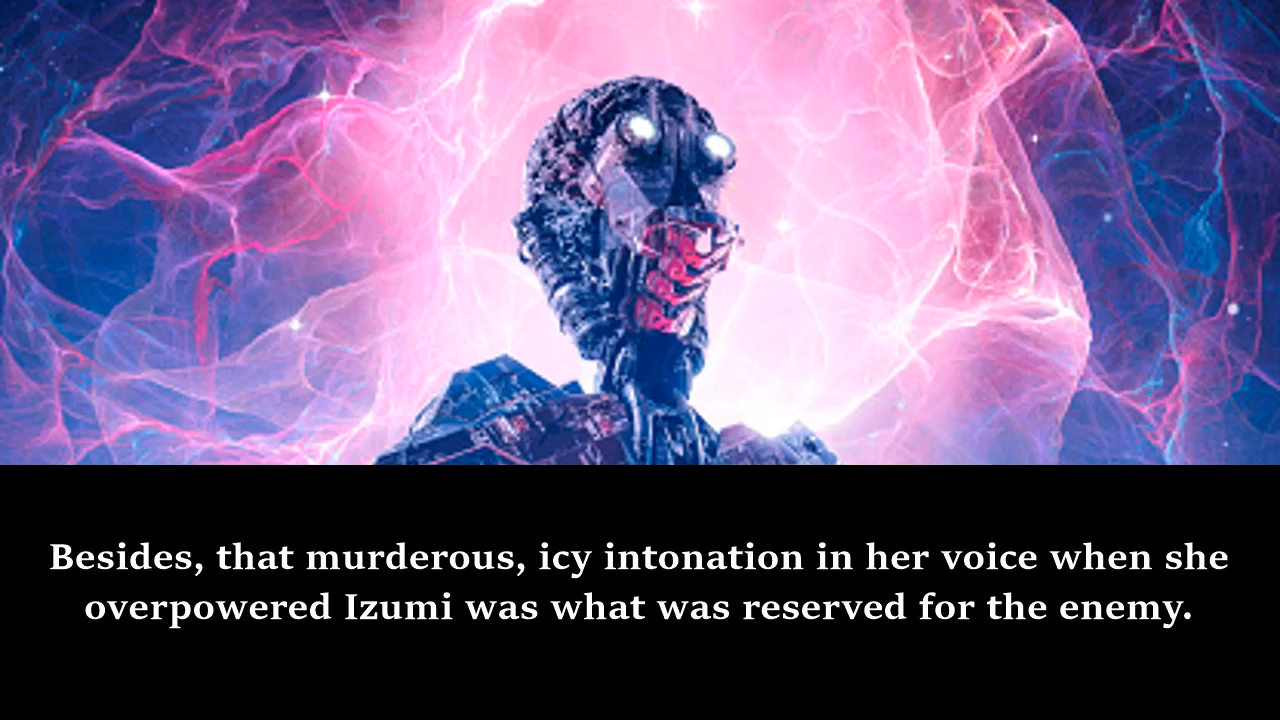 Besides, that murderous, icy intonation in her voice when she
overpowered Izumi was what was reserved for the enemy.